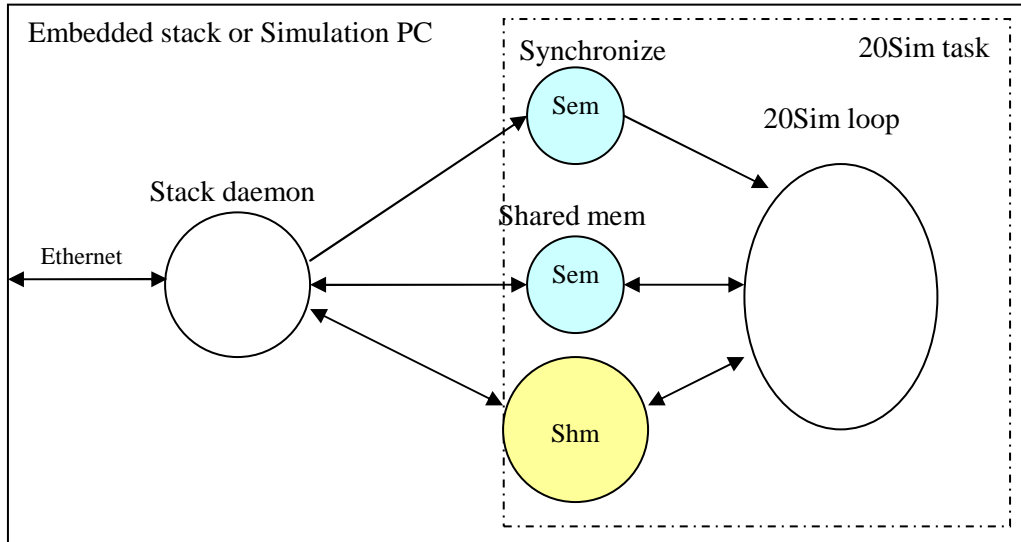 Embedded stack or Simulation PC
20Sim task
Synchronize
Sem
20Sim loop
Stack daemon
Shared mem
Ethernet
Sem
Shm